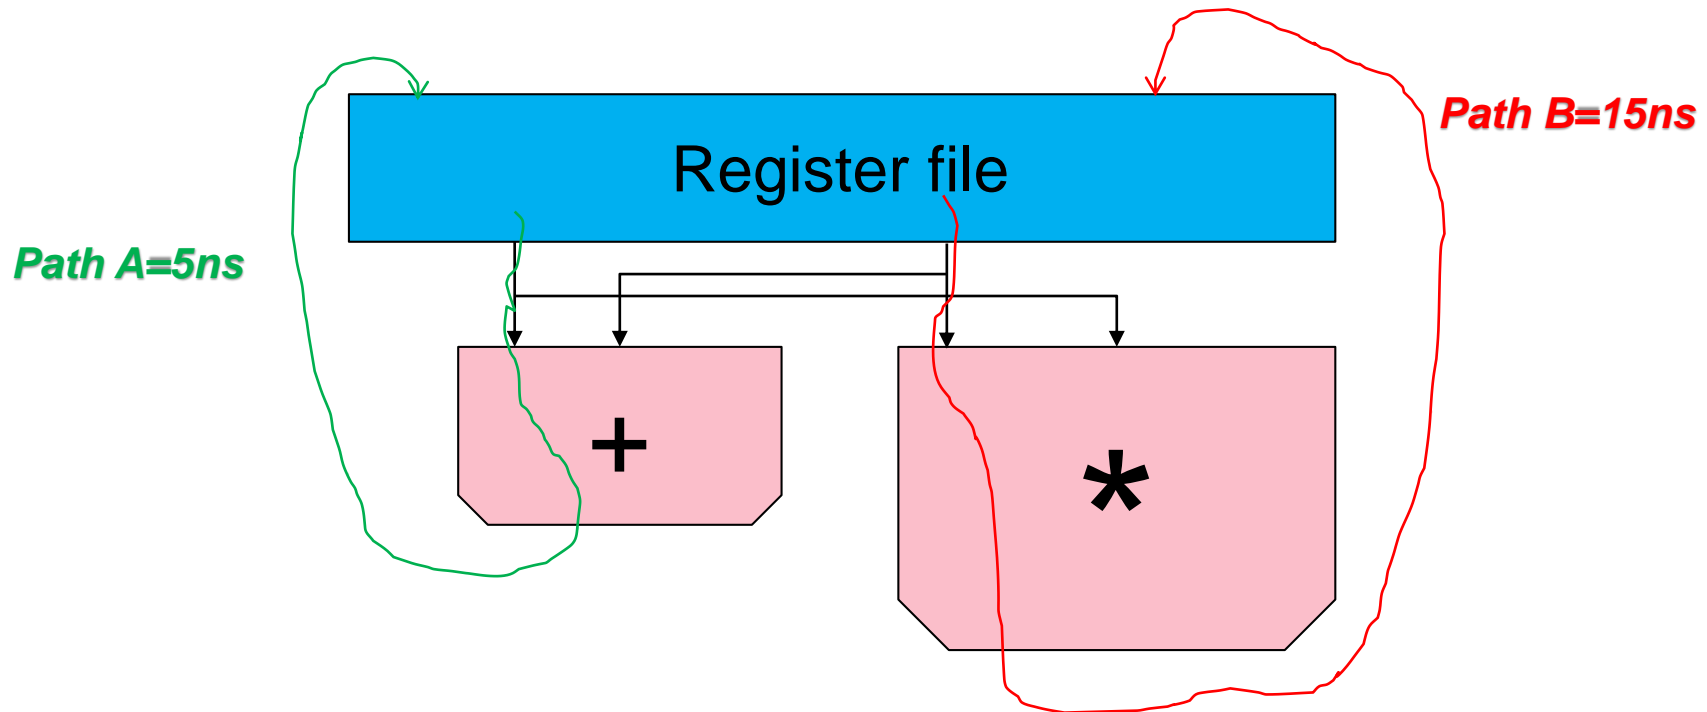 Path B=15ns
Register file
Path A=5ns
+
*